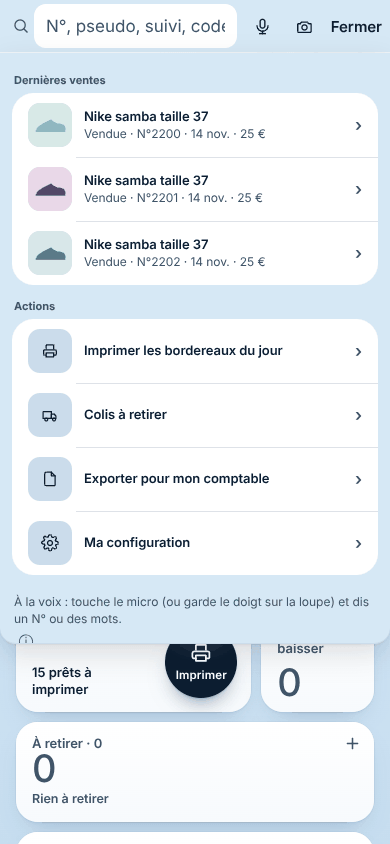 N°, pseudo, suivi, code
Fermer
Dernières ventes
Nike samba taille 37
Vendue · N°2200 · 14 nov. · 25 €
Nike samba taille 37
Vendue · N°2201 · 14 nov. · 25 €
Nike samba taille 37
Vendue · N°2202 · 14 nov. · 25 €
Actions
Imprimer les bordereaux du jour
Colis à retirer
Exporter pour mon comptable
Ma configuration
À la voix : touche le micro (ou garde le doigt sur la loupe) et dis
un N° ou des mots.
15 prêts à
imprimer
Imprimer
baisser
0
À retirer · 0
0
Rien à retirer